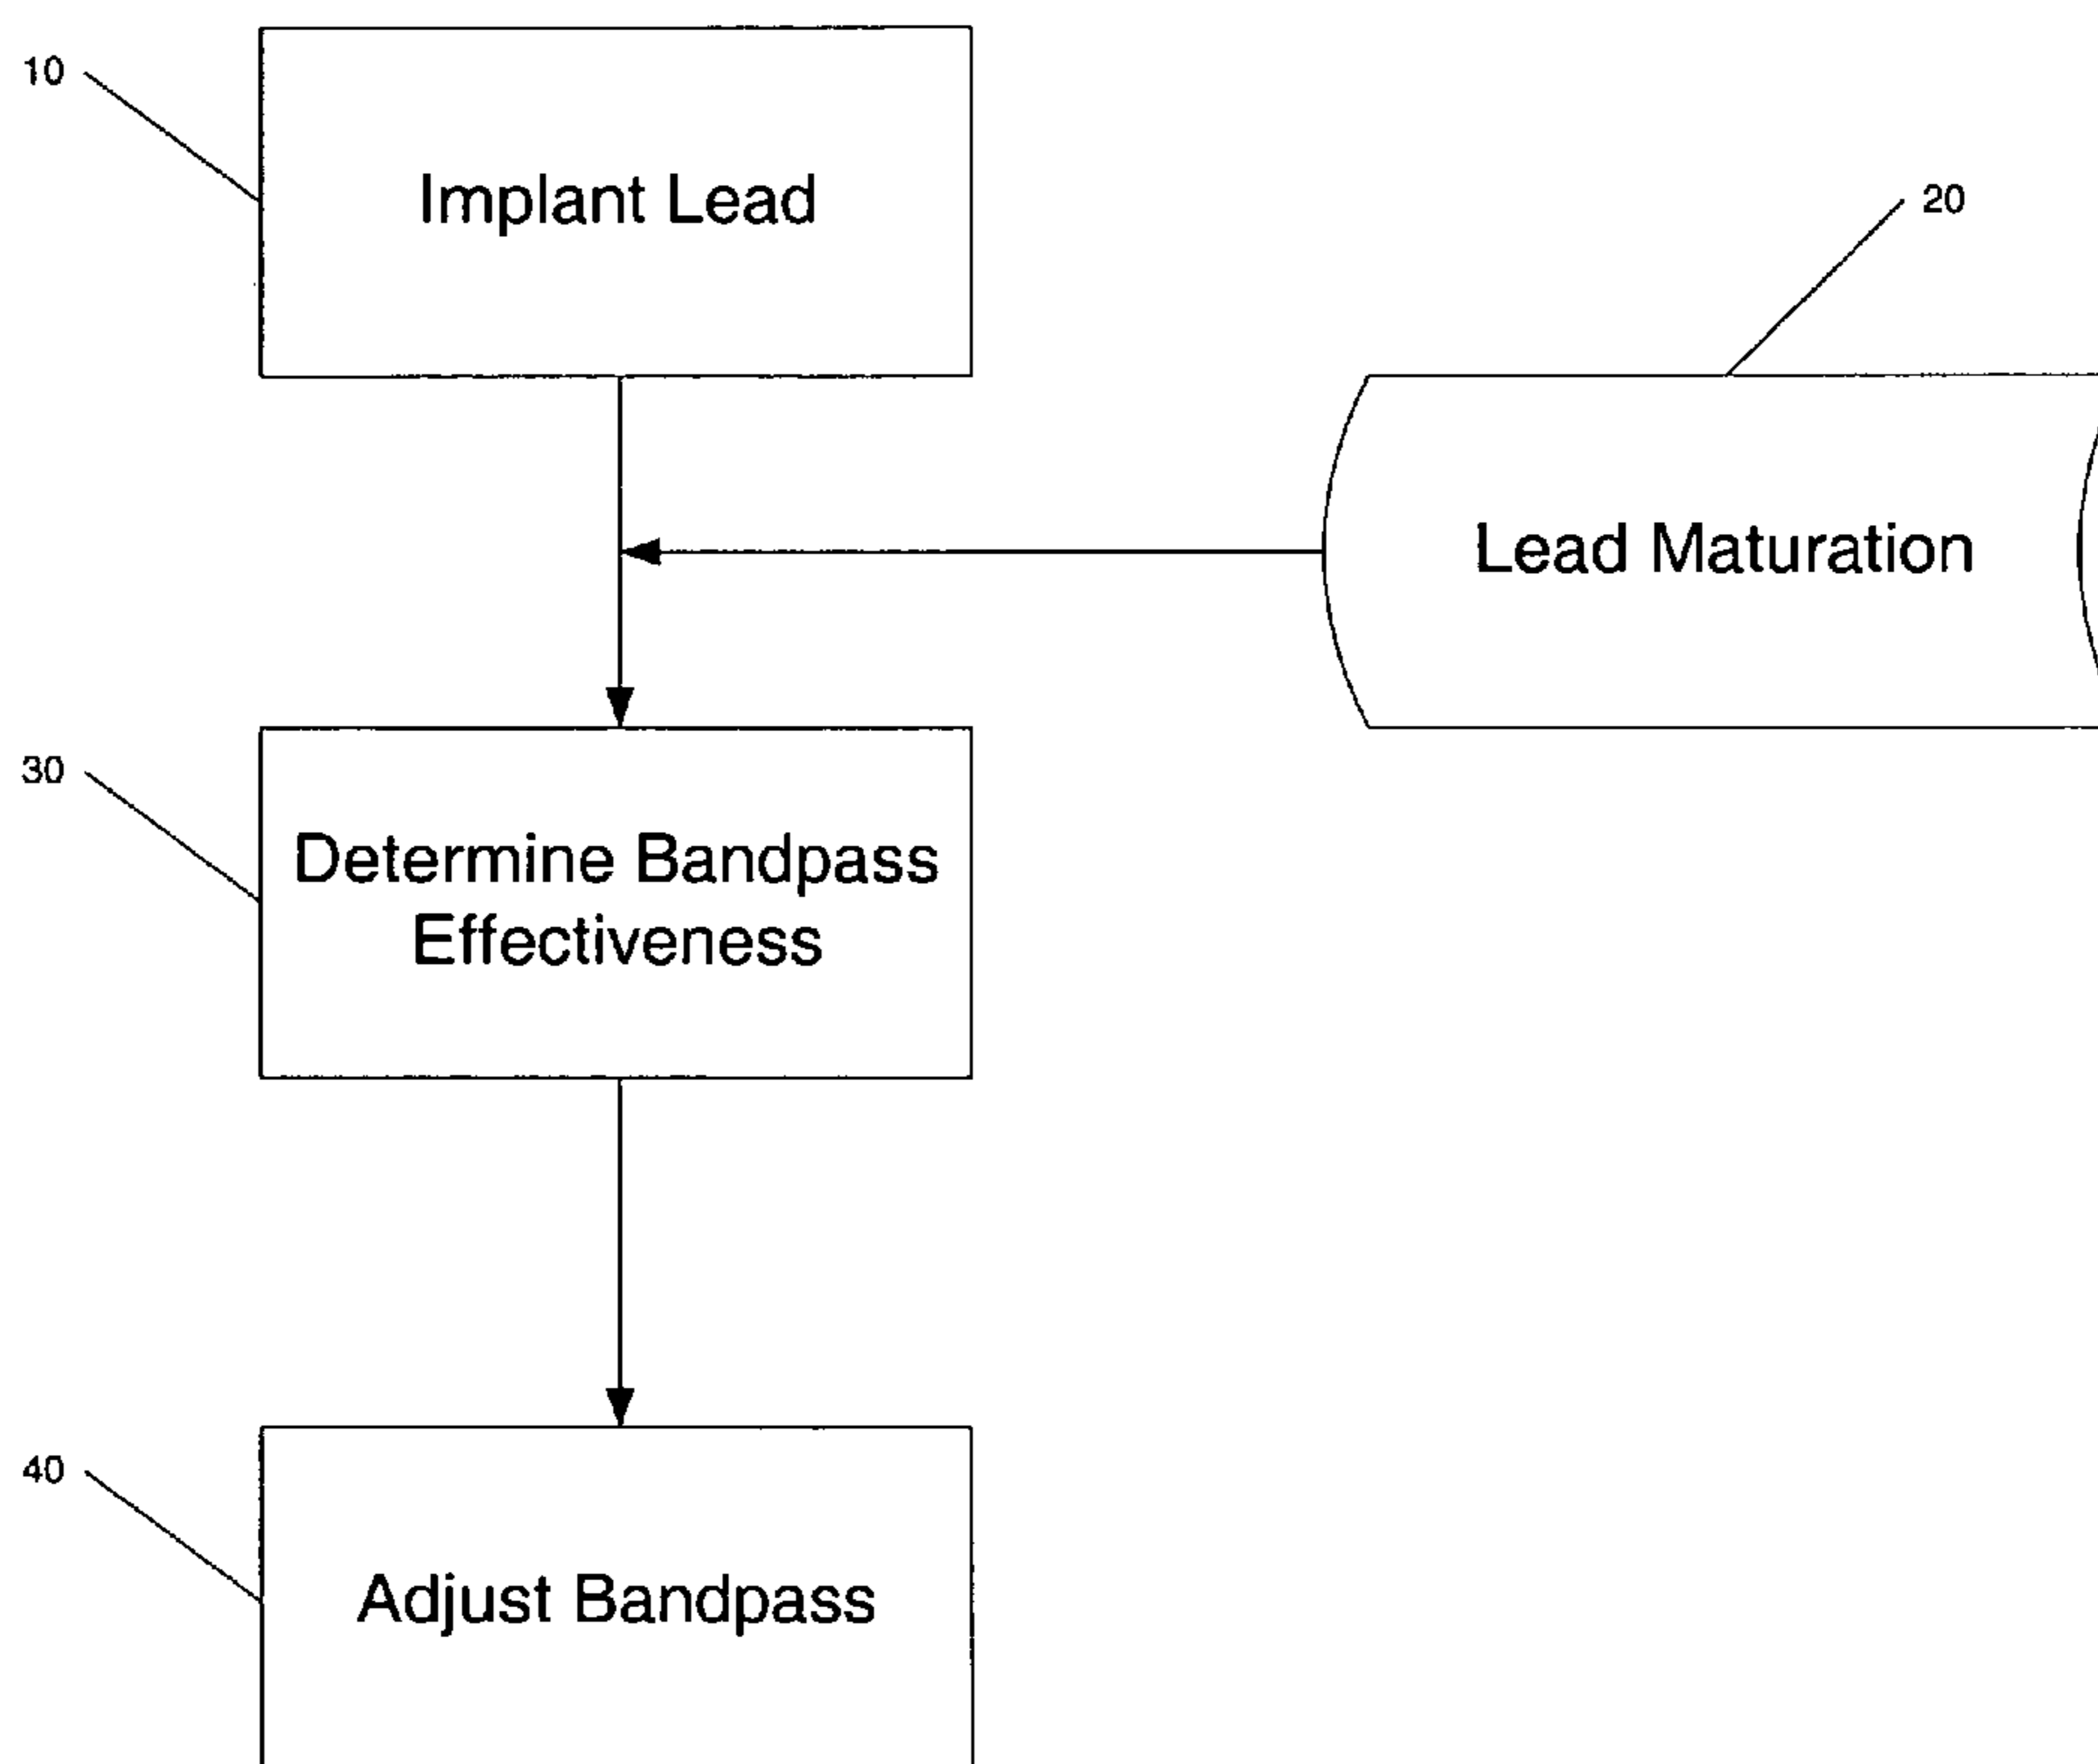 10
Implant Lead
20
Lead Maturation
30
Determine Bandpass
Effectiveness
40
Adjust Bandpass